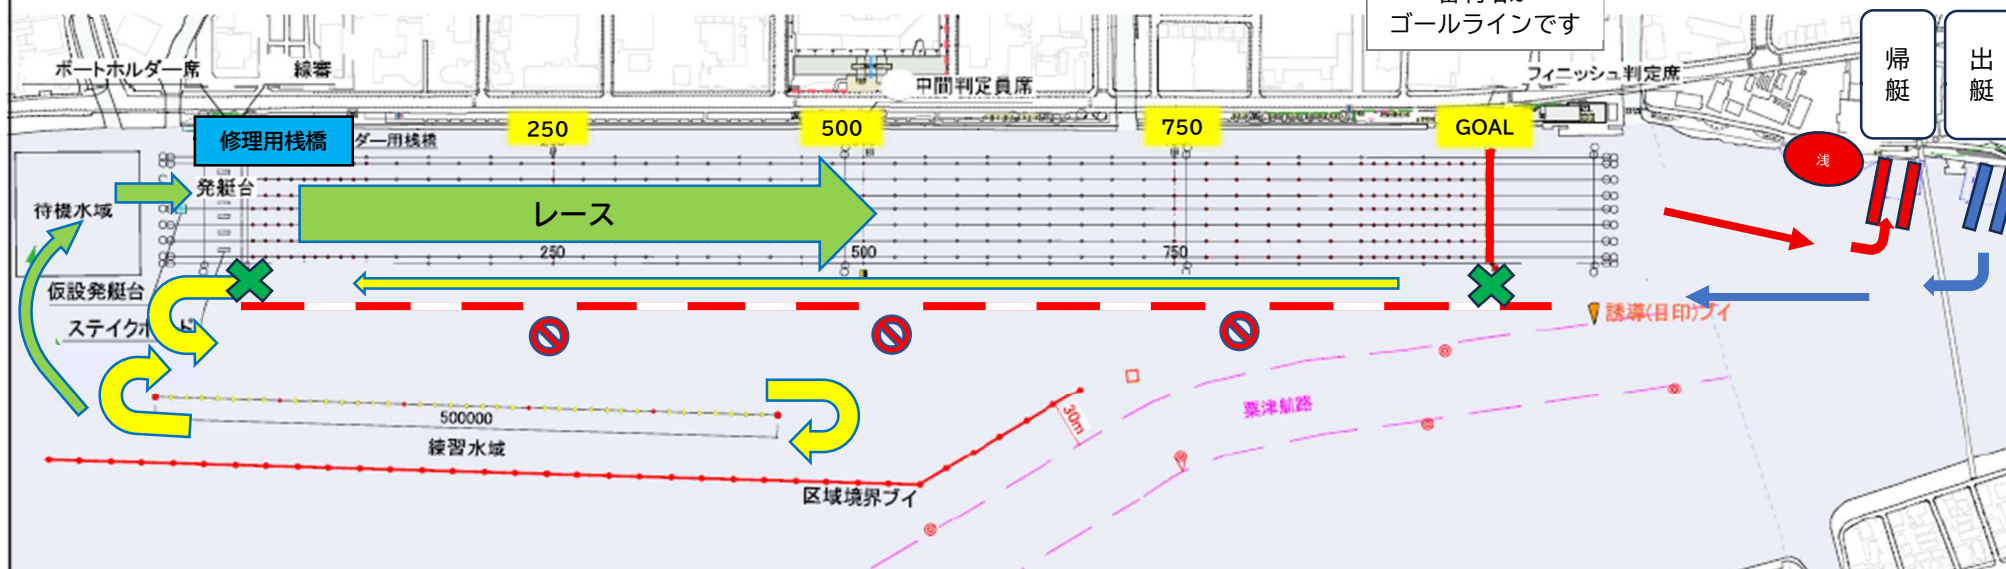 ゴールラインです
帰艇
出艇
ボートホルダー席
線審
中間判定員席
フィニッシュ判定席
修理用桟橋
ダー用桟橋
250
500
750
GOAL
浅
発艇台
待機水域
レース
250
500
750
仮設発艇台
ステイクボ
ド
誘導(目印)ブイ
500000
練習水域
30m
粟津航路
区域境界ブイ